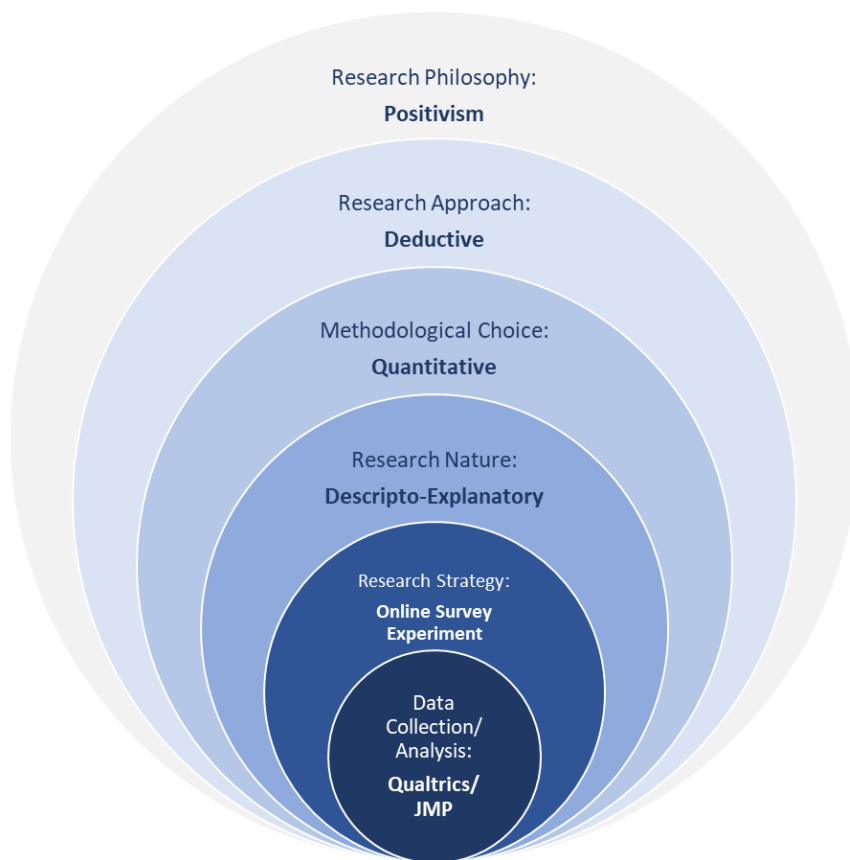 Research Philosophy:
Positivism
Research Approach:
Deductive
Methodological Choice:
Quantitative
Research Nature:
Descripto-Explanatory
Research Strategy:
Online Survey
Experiment
Data
Collection/
Analysis:
Qualtrics/
JMP